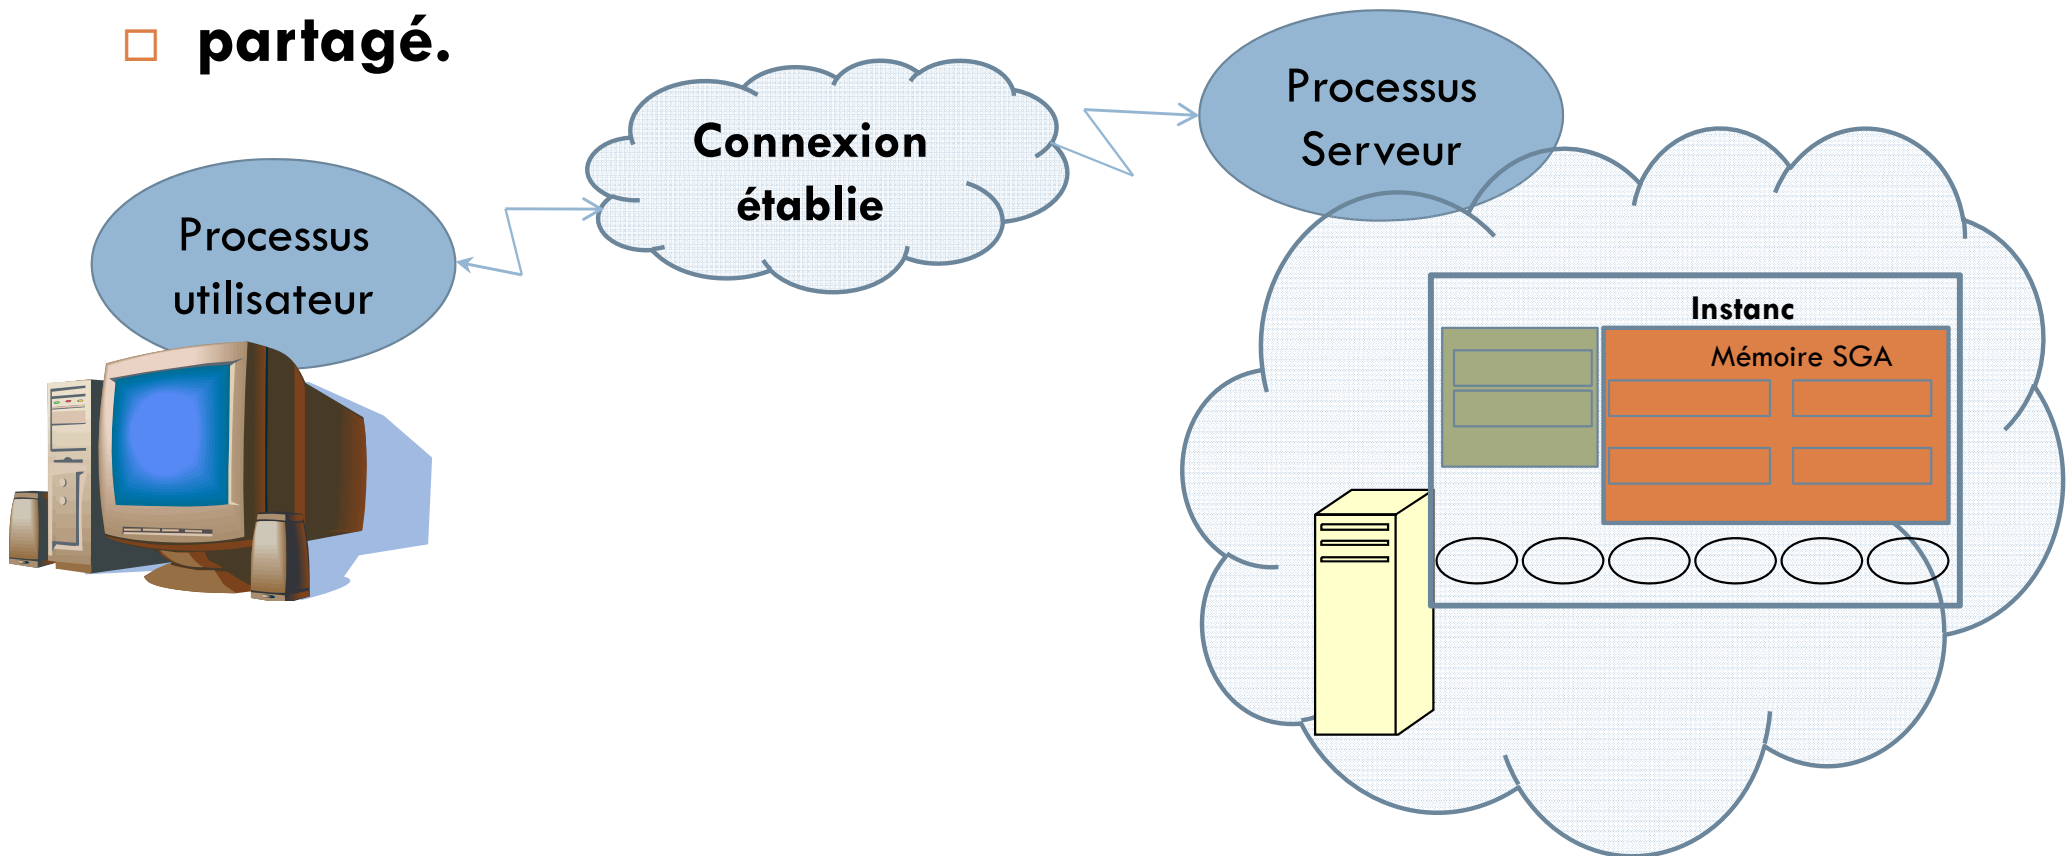 partagé.
Connexion
établie
Processus
Serveur
Processus
utilisateur
Instanc
Mémoire SGA